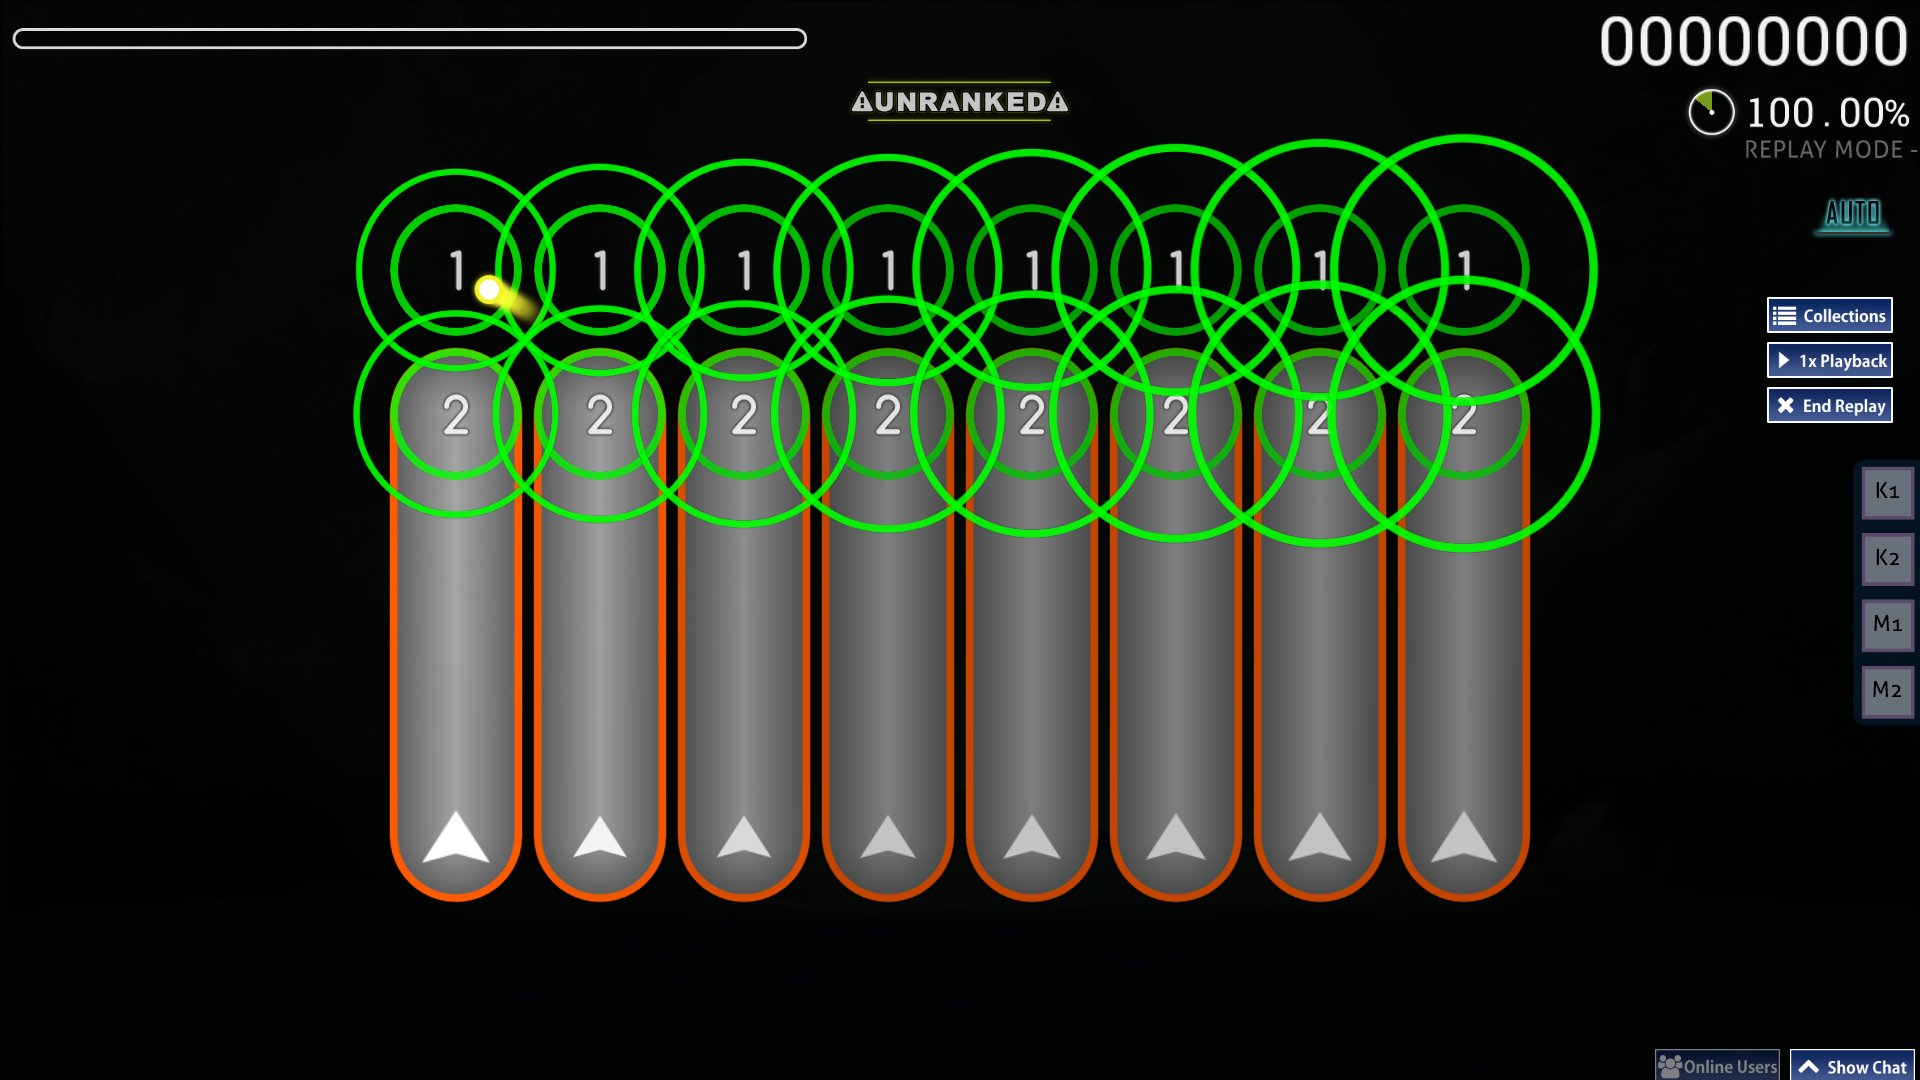 00000000
UNRANKED
100.00%
REPLAY MODE -
AUTO
1 1 1 1 1 1 1 1
Collections
1x Playback
2 2 2 2 2 2 2 2
End Replay
K1
K2
M1
M2
Online Users
Show Chat